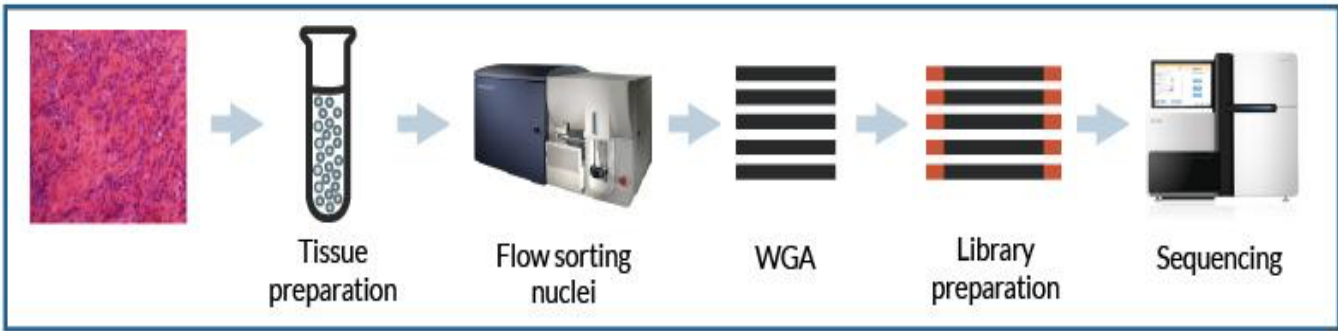 Tissue
preparation
Flow sorting
nuclei
WGA
Library
preparation
Sequencing